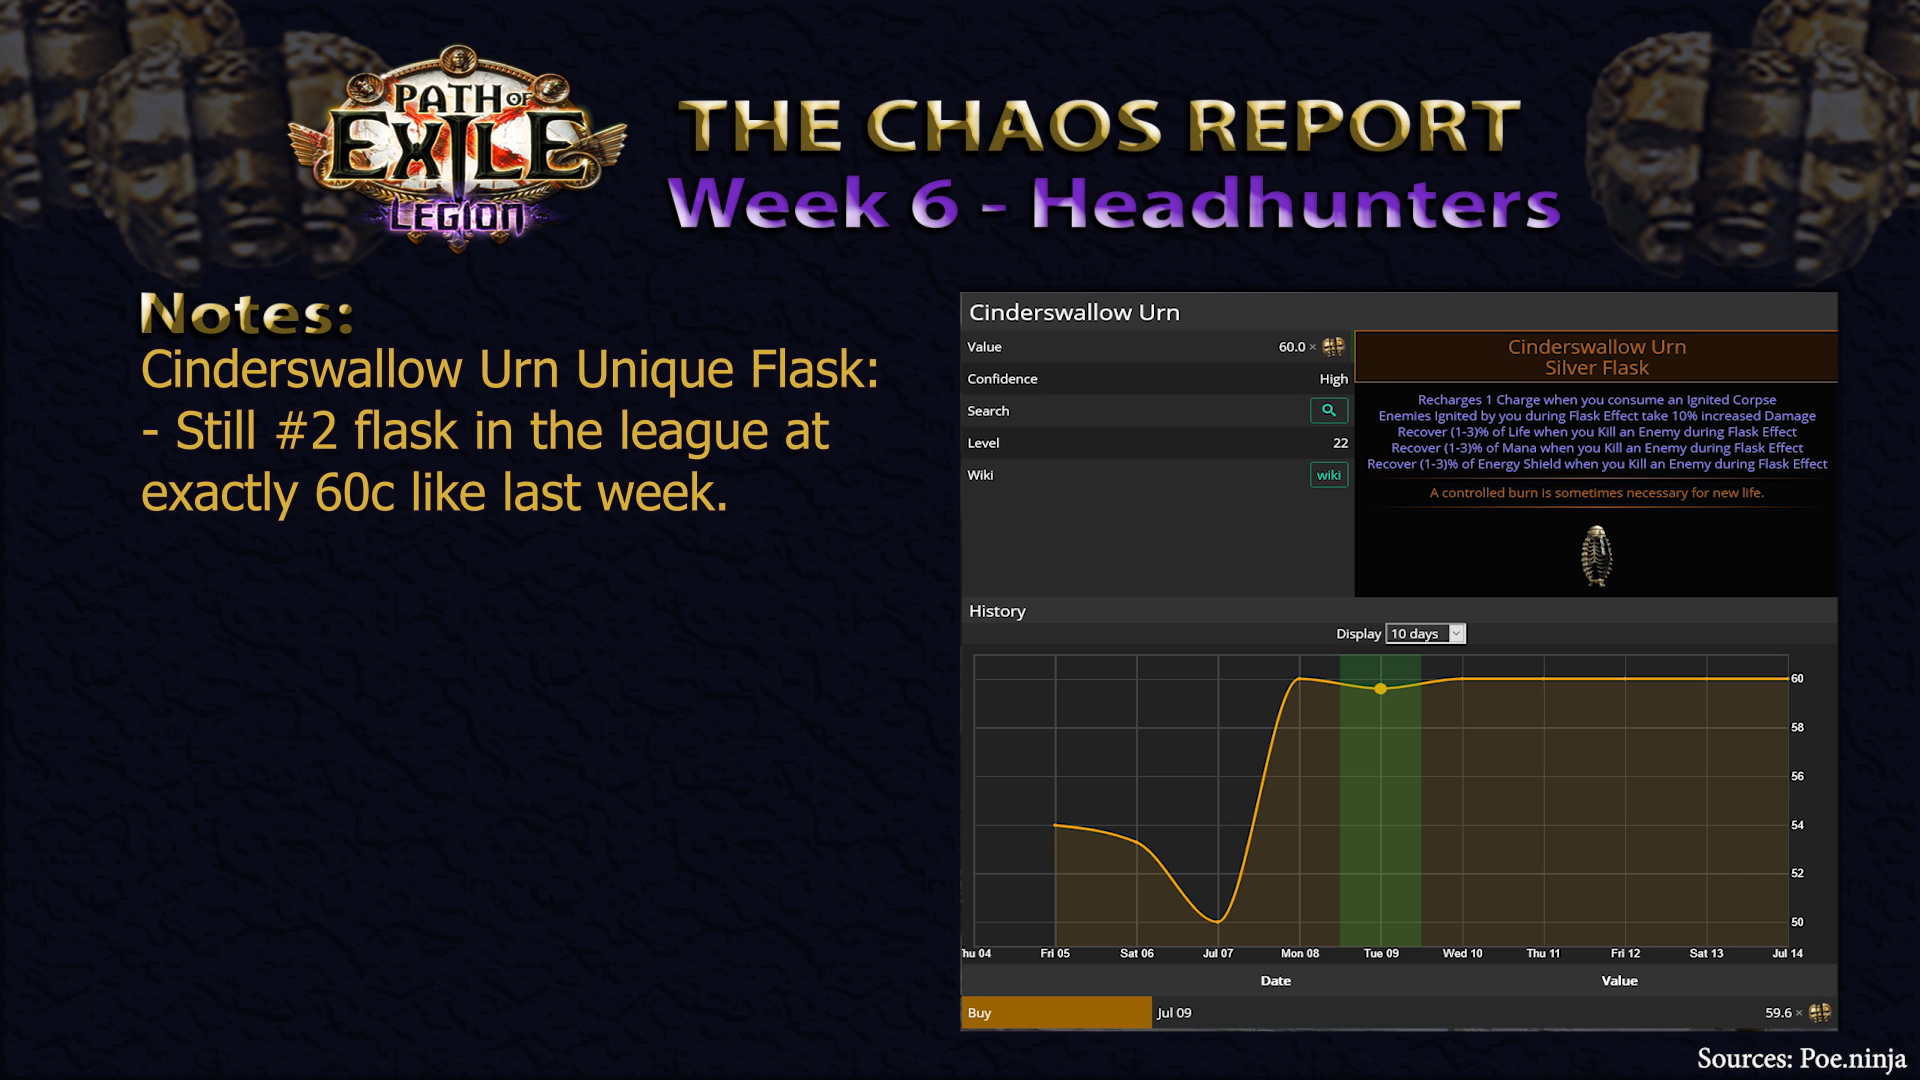 PATH OF
EXILE
LEGION
THE CHAOS REPORT
Week 6 - Headhunters
Notes:
Cinderswallow Urn Unique Flask:
- Still #2 flask in the league at
exactly 60c like last week.
Cinderswallow Urn
Value 60.0 ×
Confidence High
Search
Level 22
Wiki wiki
Cinderswallow Urn
Silver Flask
Recharges 1 Charge when you consume an Ignited Corpse
Enemies Ignited by you during Flask Effect take 10% increased Damage
Recover (1-3)% of Life when you Kill an Enemy during Flask Effect
Recover (1-3)% of Mana when you Kill an Enemy during Flask Effect
Recover (1-3)% of Energy Shield when you Kill an Enemy during Flask Effect
A controlled burn is sometimes necessary for new life.
History
Display 10 days
60
58
56
54
52
50
hu 04 Fri 05 Sat 06 Jul 07 Mon 08 Tue 09 Wed 10 Thu 11 Fri 12 Sat 13 Jul 14
Date Value
Buy Jul 09 59.6 ×
Sources: Poe.ninja